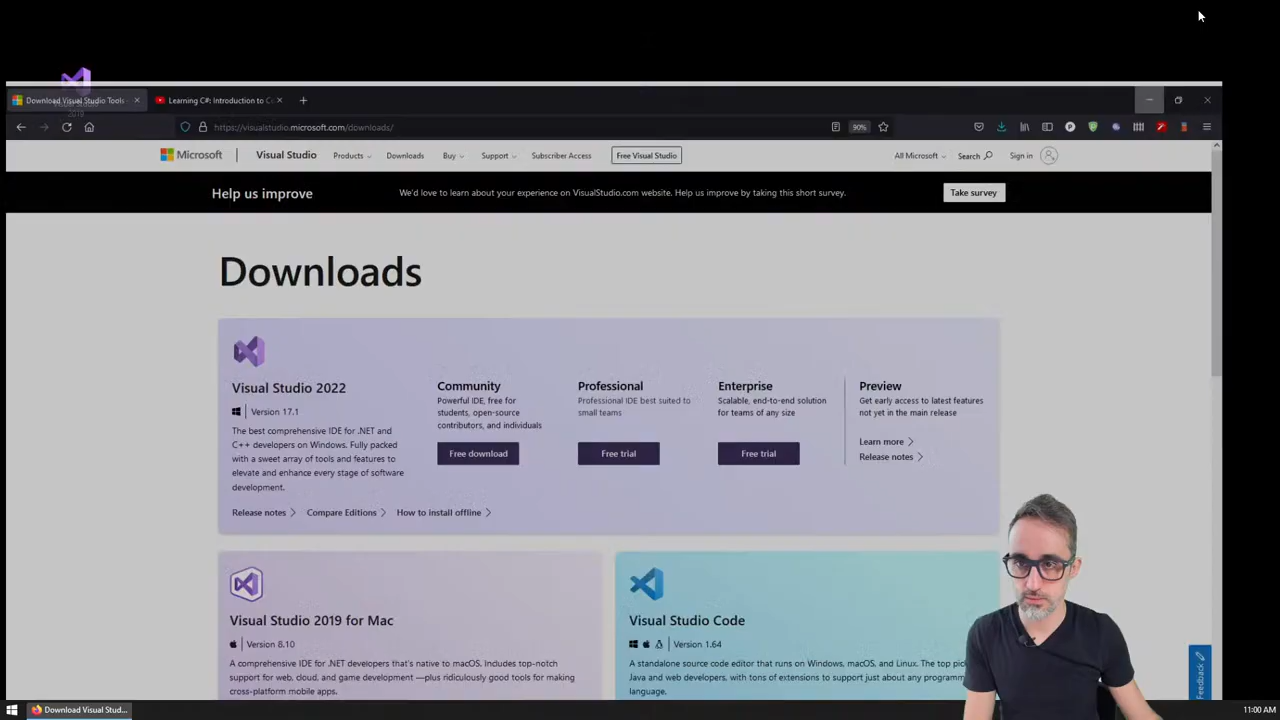 Download Visual Studio Tools
Learning C#: Introduction to C
2019
https://visualstudio.microsoft.com/downloads/
90%
Microsoft
Visual Studio
Products
Downloads
Buy
Support
Subscriber Access
Free Visual Studio
All Microsoft
Search
Sign in
Help us improve
We'd love to learn about your experience on VisualStudio.com website. Help us improve by taking this short survey.
Take survey
Downloads
Visual Studio 2022
Version 17.1
The best comprehensive IDE for .NET and
C++ developers on Windows. Fully packed
with a sweet array of tools and features to
elevate and enhance every stage of software
development.
Community
Powerful IDE, free for
students, open-source
contributors, and individuals
Free download
Professional
Professional IDE best suited to
small teams
Free trial
Enterprise
Scalable, end-to-end solution
for teams of any size
Free trial
Preview
Get early access to latest features
not yet in the main release
Learn more
Release notes
Release notes
Compare Editions
How to install offline
Visual Studio 2019 for Mac
Version 8.10
A comprehensive IDE for .NET developers that's native to macOS. Includes top-notch
support for web, cloud, and game development —plus ridiculously good tools for making
cross-platform mobile apps.
Visual Studio Code
Version 1.64
A standalone source code editor that runs on Windows, macOS, and Linux. The top pick
Java and web developers, with tons of extensions to support just about any programm
language.
Feedback
Download Visual Stud...
11:00 AM